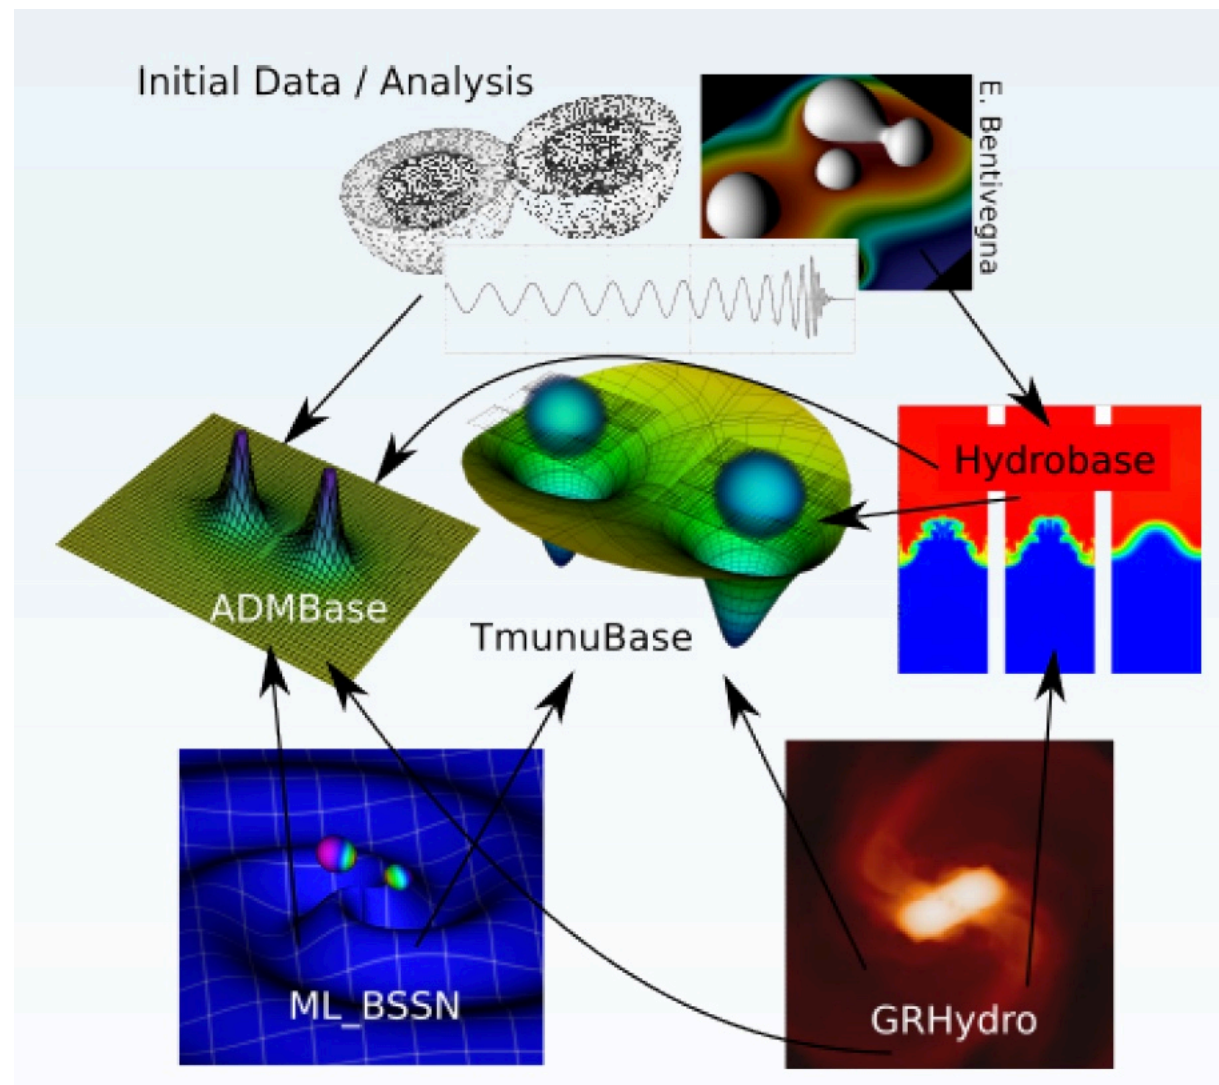 Initial Data / Analysis
E. Bentivegna
Hydrobase
ADMBase
TmunuBase
ML_BSSN
GRHydro